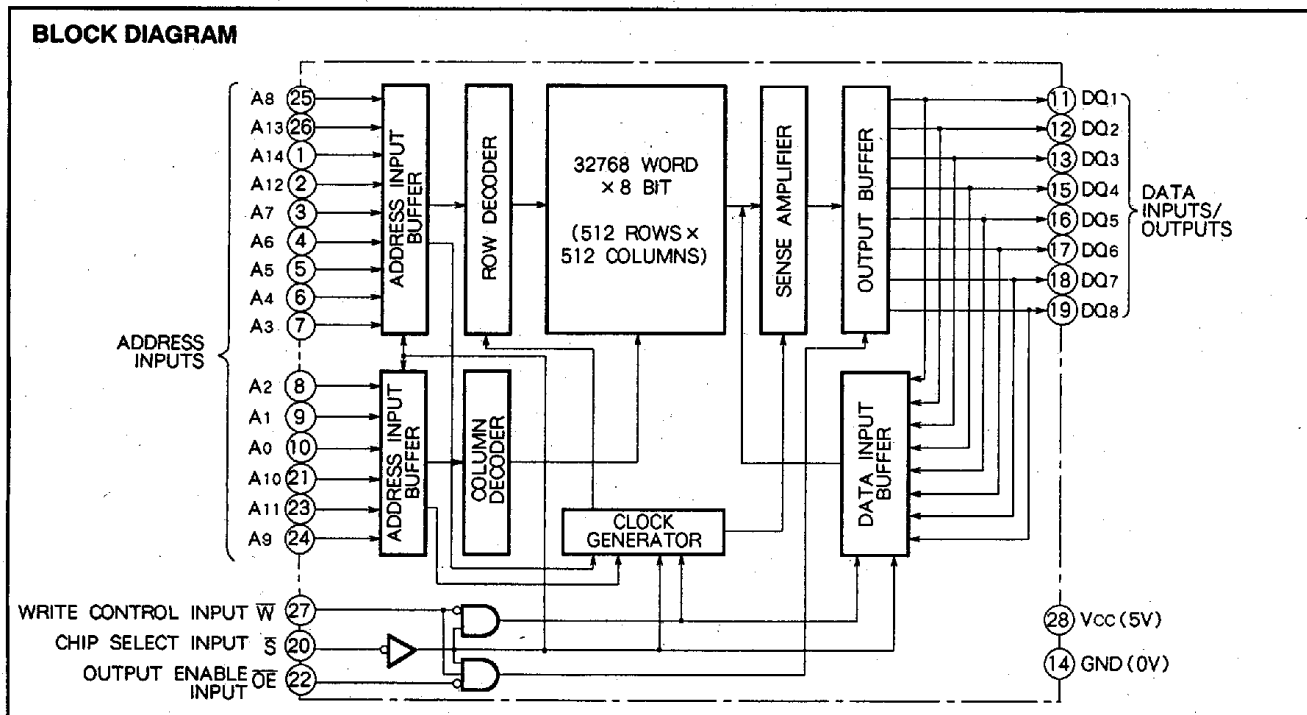 BLOCK DIAGRAM
ADDRESS INPUTS
A8 25
A13 26
A14 1
A12 2
A7 3
A6 4
A5 5
A4 6
A3 7
A2 8
A1 9
A0 10
A10 21
A11 23
A9 24
WRITE CONTROL INPUT W̅ 27
CHIP SELECT INPUT S̅ 20
OUTPUT ENABLE INPUT O̅E̅ 22
ADDRESS INPUT BUFFER
ROW DECODER
32768 WORD
× 8 BIT
(512 ROWS ×
512 COLUMNS)
SENSE AMPLIFIER
OUTPUT BUFFER
ADDRESS INPUT BUFFER
COLUMN DECODER
CLOCK
GENERATOR
DATA INPUT BUFFER
11 DQ1
12 DQ2
13 DQ3
15 DQ4
16 DQ5
17 DQ6
18 DQ7
19 DQ8
DATA
INPUTS/
OUTPUTS
28 VCC (5V)
14 GND (0V)